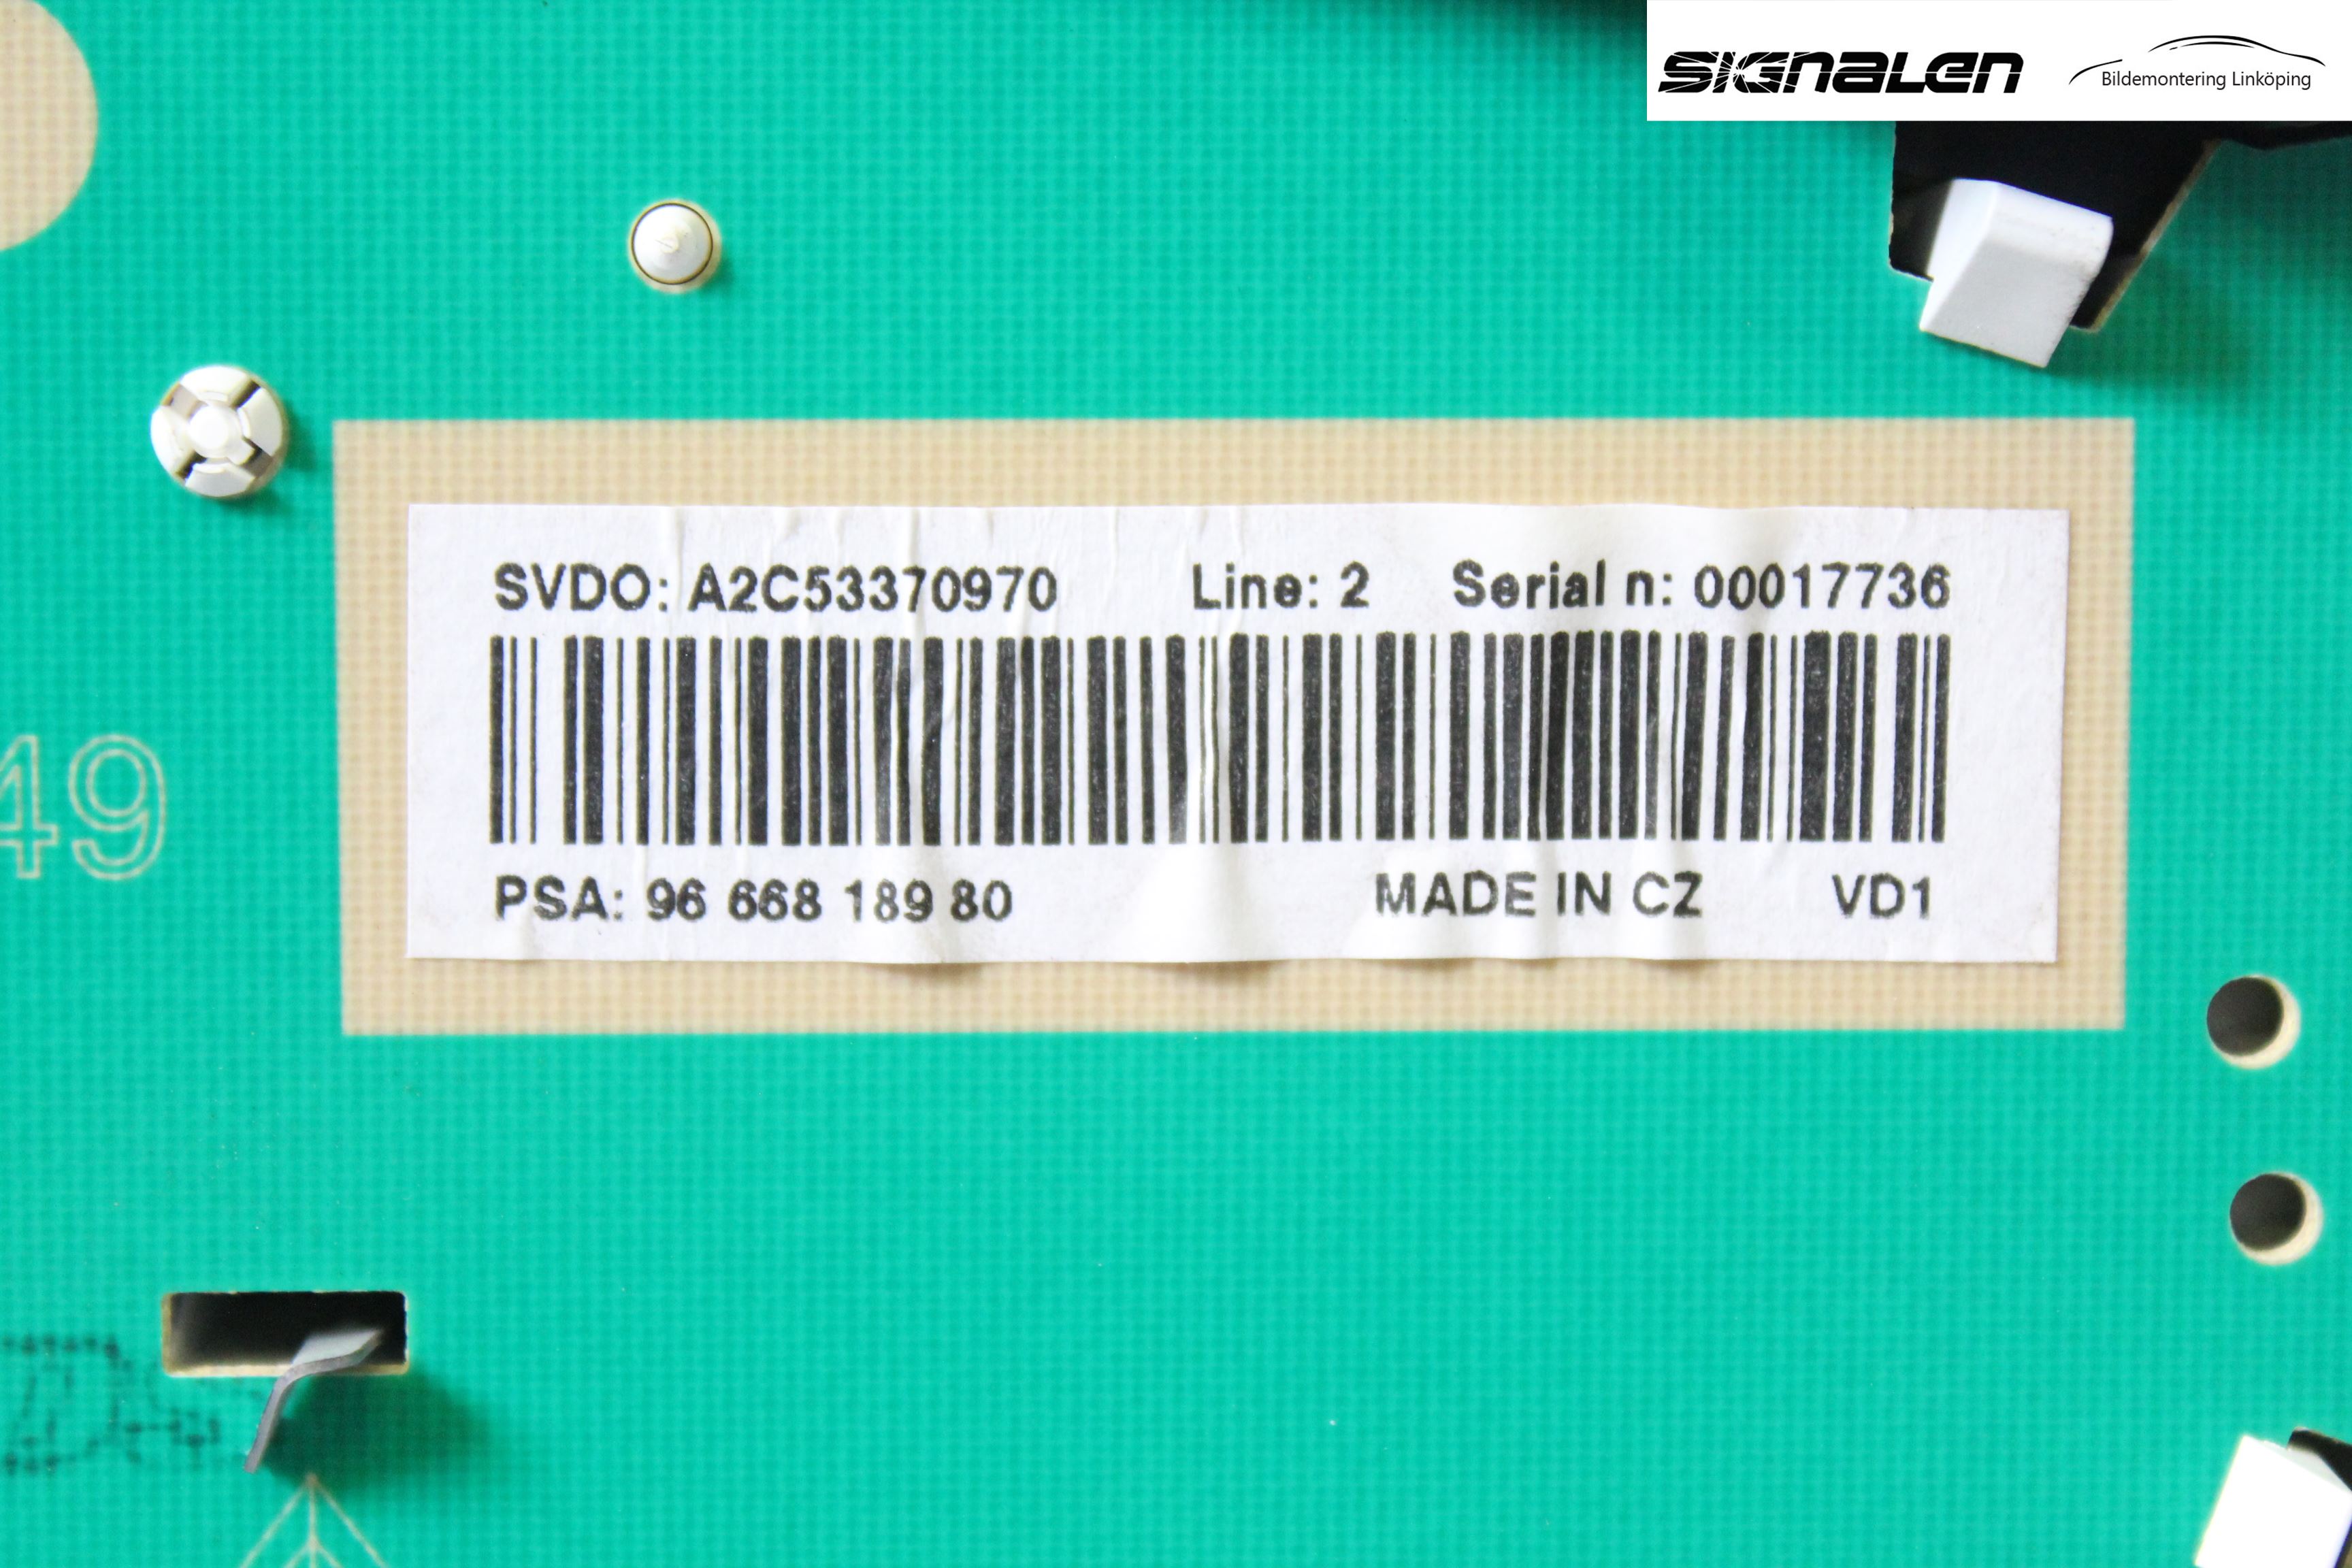 SIGNALEN
Bildemontering Linköping
SVDO: A2C53370970 Line: 2 Serial n: 00017736
PSA: 96 668 189 80 MADE IN CZ VD1
49